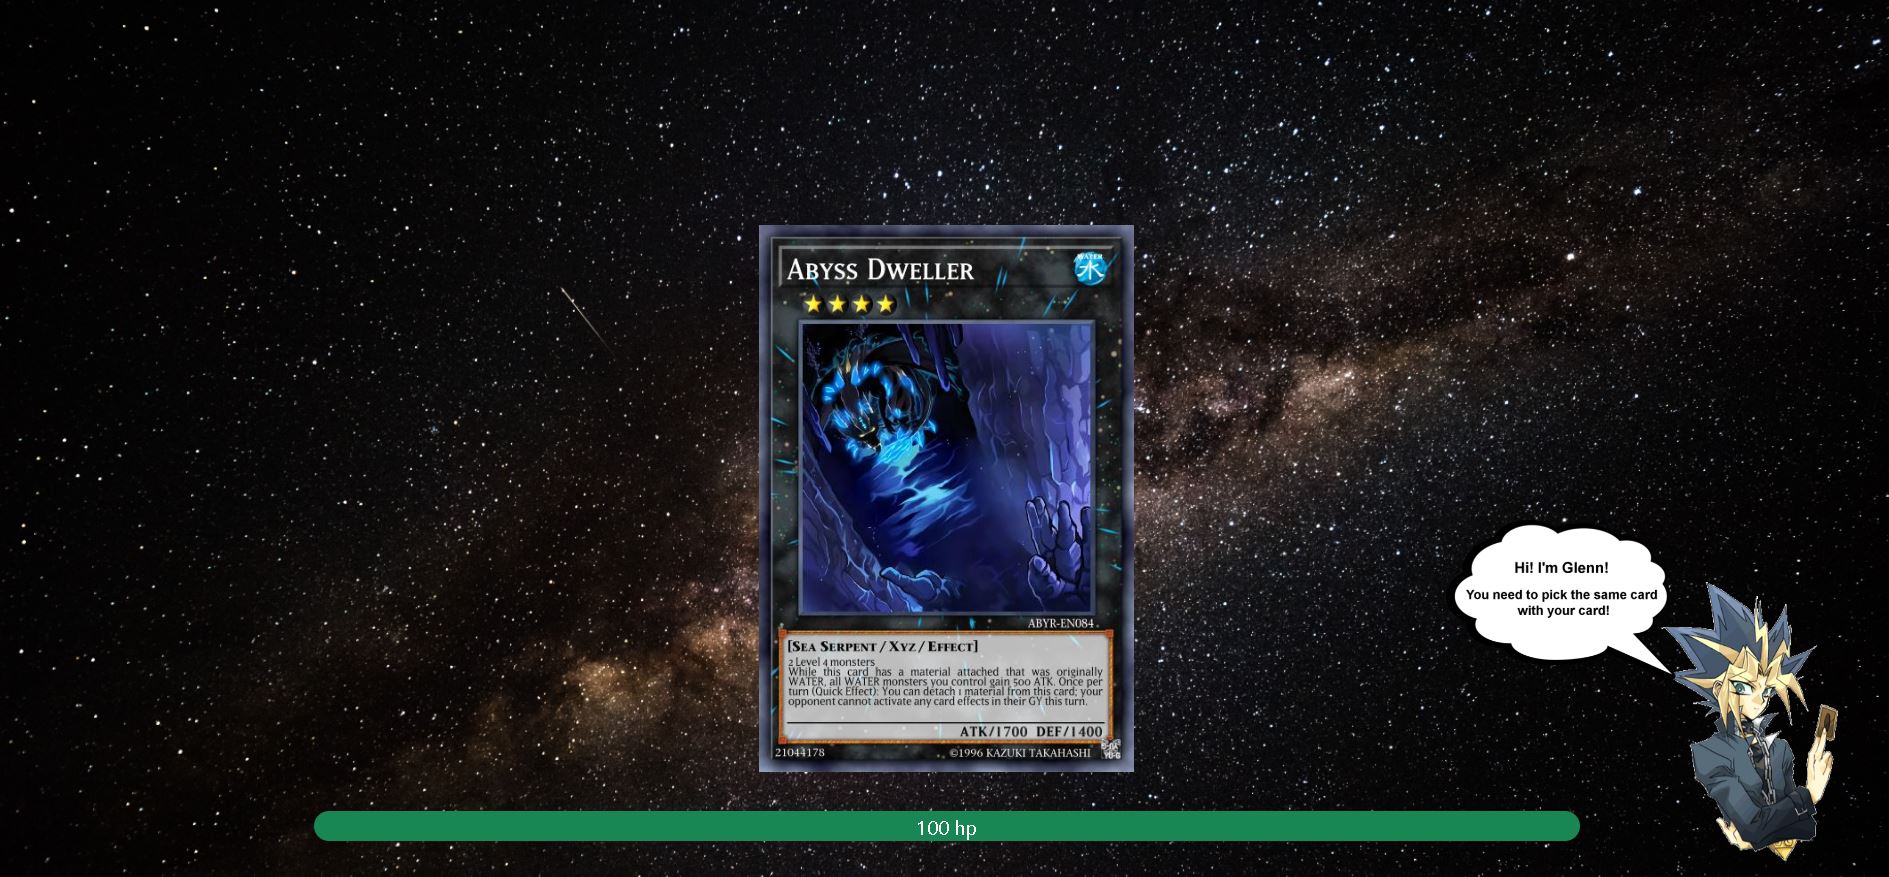 ABYSS DWELLER
WATER
水
ABYR-EN084
[SEA SERPENT / XYZ / EFFECT]
2 Level 4 monsters
While this card has a material attached that was originally
WATER, all WATER monsters you control gain 500 ATK. Once per
turn (Quick Effect): You can detach 1 material from this card; your
opponent cannot activate any card effects in their GY this turn.
ATK/1700 DEF/1400
21044178
©1996 KAZUKI TAKAHASHI
Hi! I'm Glenn!
You need to pick the same card
with your card!
100 hp